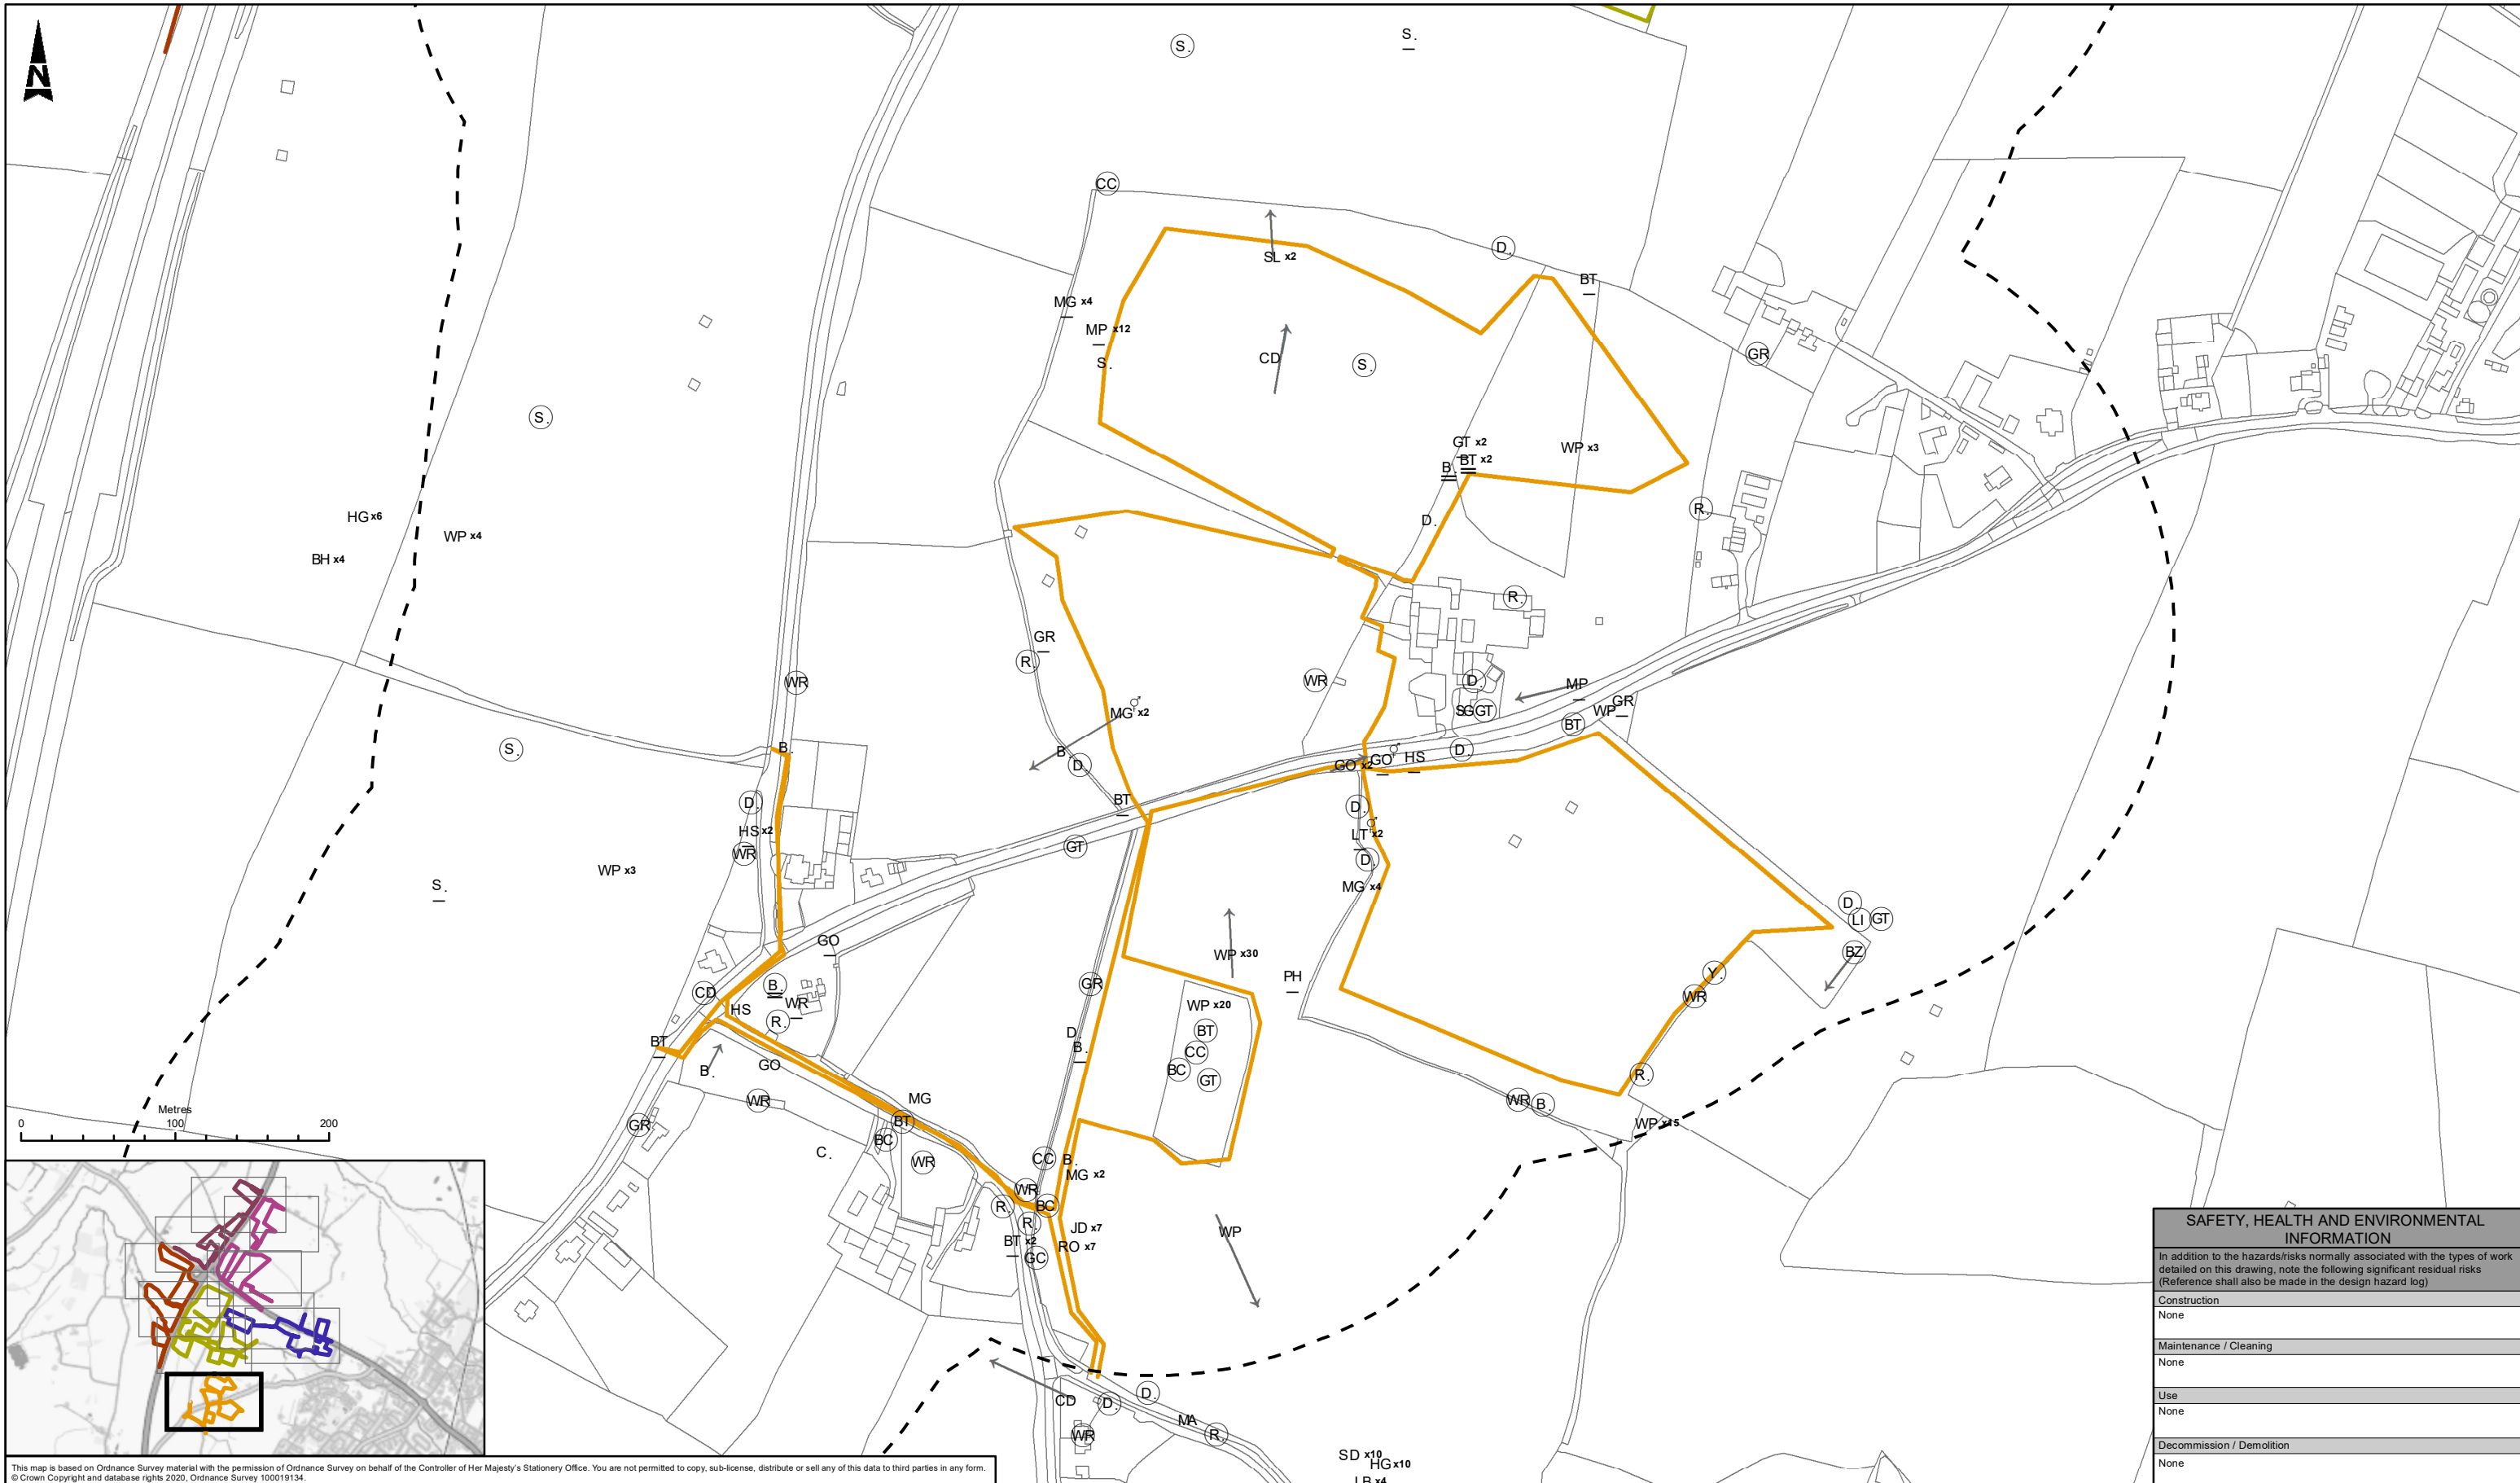 N
S.
S.
CC
D.
SL x2
BT
MG x4
MP x12
S.
CD
S.
GR
S.
GT x2
BT x2
B.
WP x3
HG x6
WP x4
BH x4
D.
R.
R.
GR
R.
WR
WR
D.
MP
GR
MG x2
GT
WP
BT
S.
B.
B.
D.
D.
GO
HS
GO x2
BT
D.
D.
HS x2
LT x2
WR
GT
D.
WP x3
MG x4
S.
D.
LI
GT
GO
WP x30
BZ
PH
Y.
B.
GR
CD
WR
WR
HS
WP x20
R.
BT
D.
BT
B.
CC
GO
BC
B.
GT
R.
WR
MG
WR
B.
BT
GR
WP x15
BC
C.
WR
CC
B.
MG x2
WR
R.
BC
R.
JD x7
WP
BT x2
RO x7
GC
CD
D.
D.
MA
WR
R.
SD x10
HG x10
LB x4
Metres
0 100 200
SAFETY, HEALTH AND ENVIRONMENTAL
INFORMATION
In addition to the hazards/risks normally associated with the types of work
detailed on this drawing, note the following significant residual risks
(Reference shall also be made in the design hazard log)
Construction
None
Maintenance / Cleaning
None
Use
None
Decommission / Demolition
None
This map is based on Ordnance Survey material with the permission of Ordnance Survey on behalf of the Controller of Her Majesty's Stationery Office. You are not permitted to copy, sub-license, distribute or sell any of this data to third parties in any form.
© Crown Copyright and database rights 2020, Ordnance Survey 100019134.